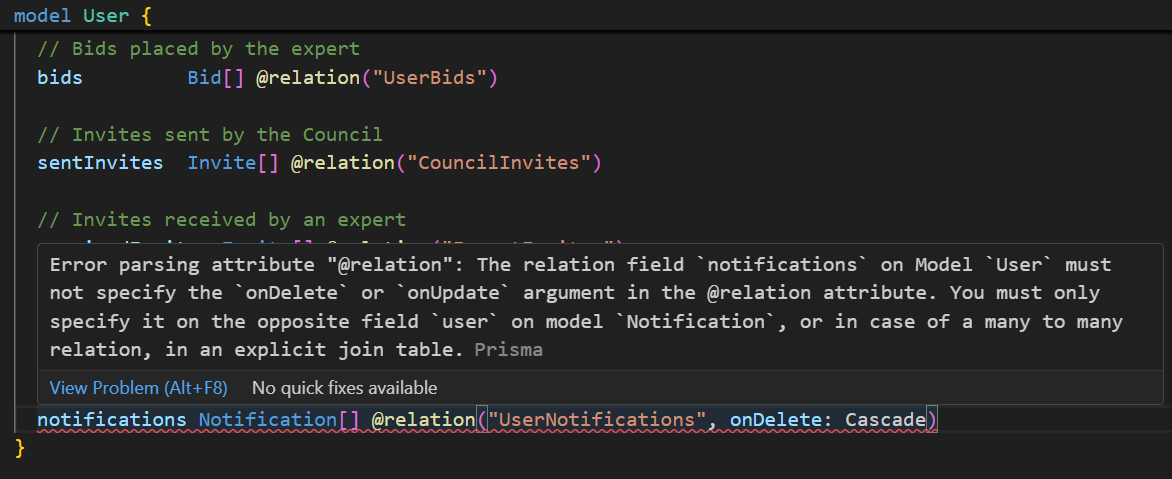 model User {
// Bids placed by the expert
bids Bid[] @relation("UserBids")
// Invites sent by the Council
sentInvites Invite[] @relation("CouncilInvites")
// Invites received by an expert
Error parsing attribute "@relation": The relation field `notifications` on Model `User` must
not specify the `onDelete` or `onUpdate` argument in the @relation attribute. You must only
specify it on the opposite field `user` on model `Notification`, or in case of a many to many
relation, in an explicit join table. Prisma
View Problem (Alt+F8) No quick fixes available
notifications Notification[] @relation("UserNotifications", onDelete: Cascade)
}